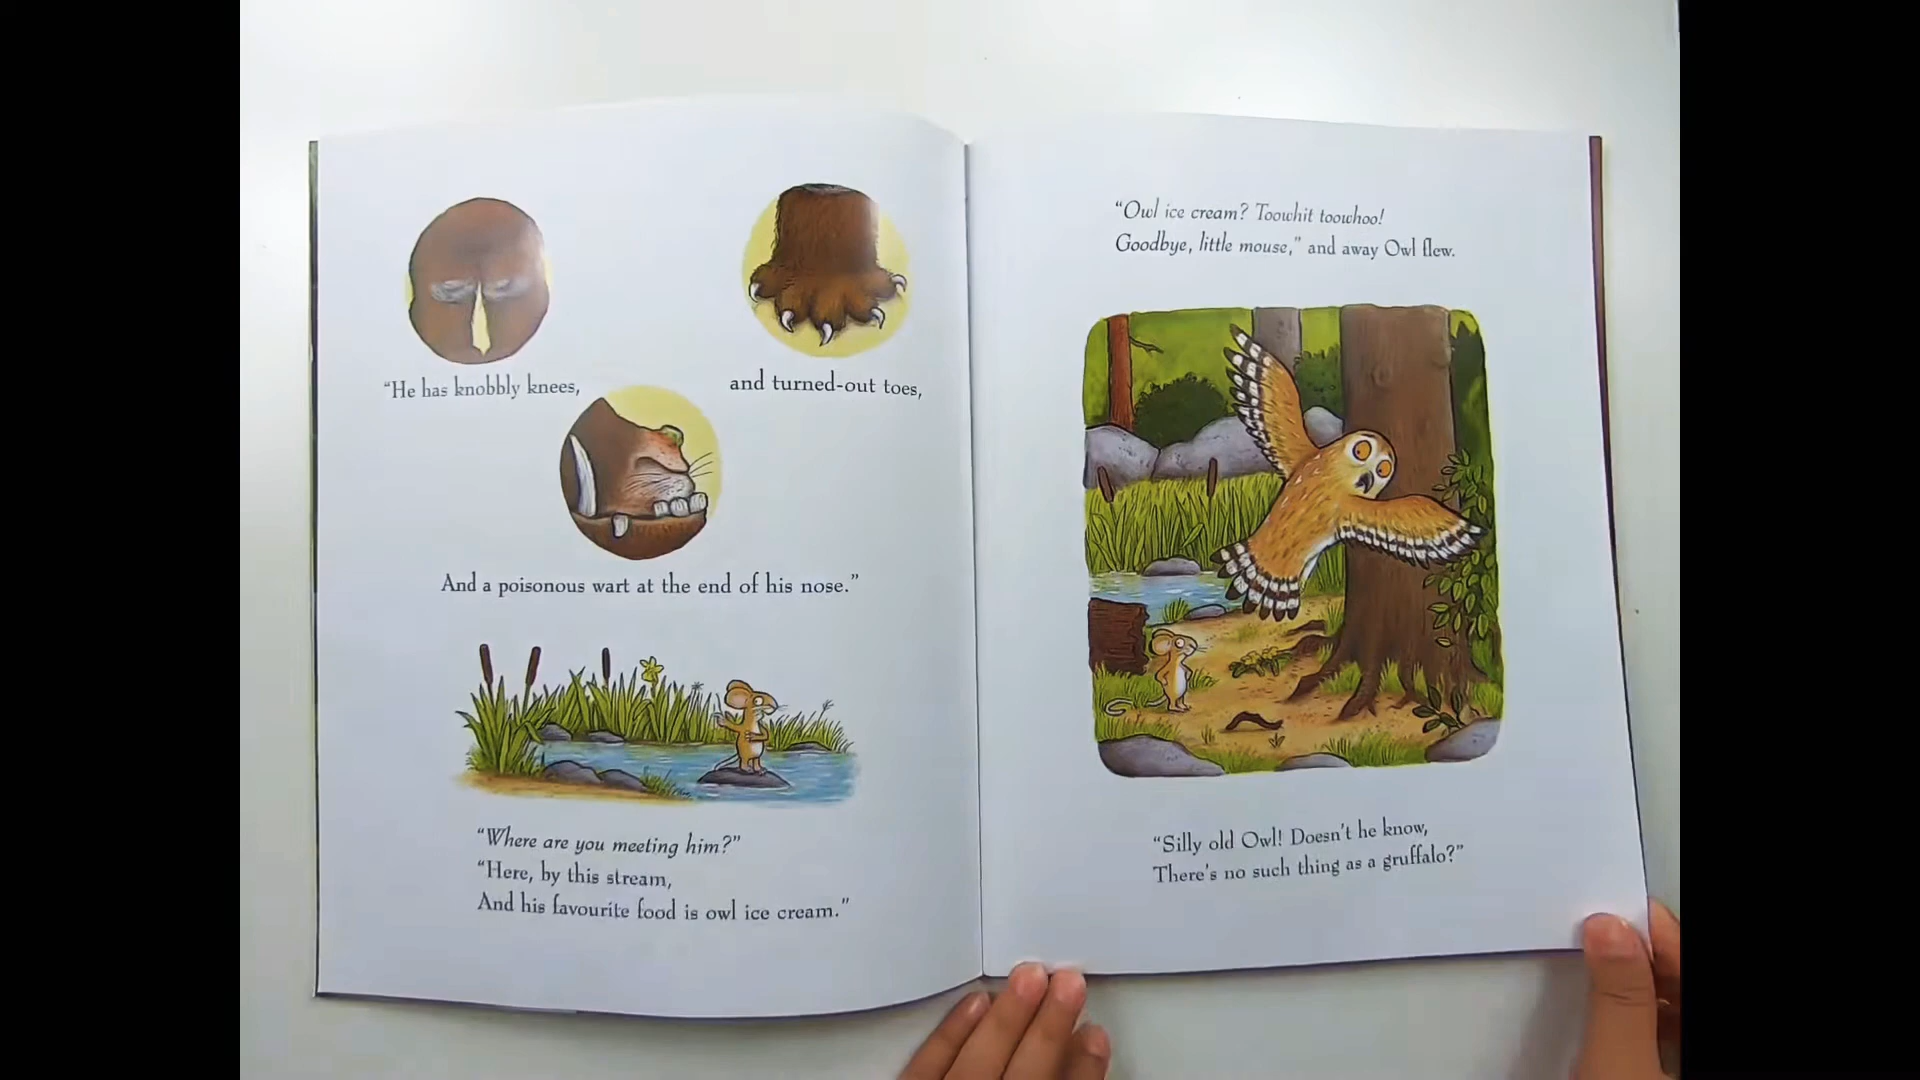 “He has knobbly knees,
and turned-out toes,
And a poisonous wart at the end of his nose.”
“Where are you meeting him?”
“Here, by this stream,
And his favourite food is owl ice cream.”
“Owl ice cream? Toowhit toowhoo!
Goodbye, little mouse,” and away Owl flew.
“Silly old Owl! Doesn’t he know,
There’s no such thing as a gruffalo?”